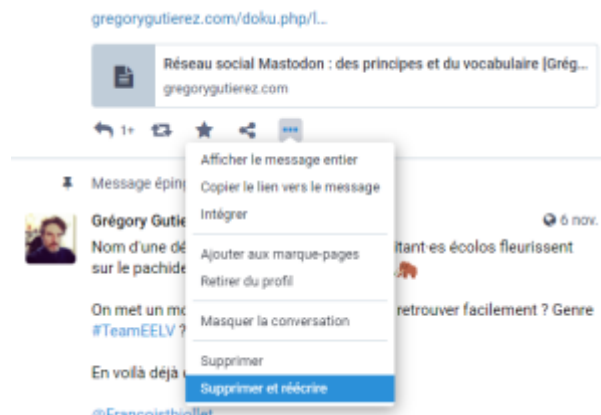 gregorygutierez.com/doku.php/l...
Réseau social Mastodon : des principes et du vocabulaire [Grég...
gregorygutierez.com
1+
Afficher le message entier
Message éping
Copier le lien vers le message
Intégrer
Grégory Gutie
6 nov.
Nom d'une dé
itant·es écolos fleurissent
Ajouter aux marque-pages
sur le pachide
Retirer du profil
On met un mo
retrouver facilement ? Genre
Masquer la conversation
#TeamEELV ?
Supprimer
En voilà déjà
Supprimer et réécrire
@Francoisthiollet